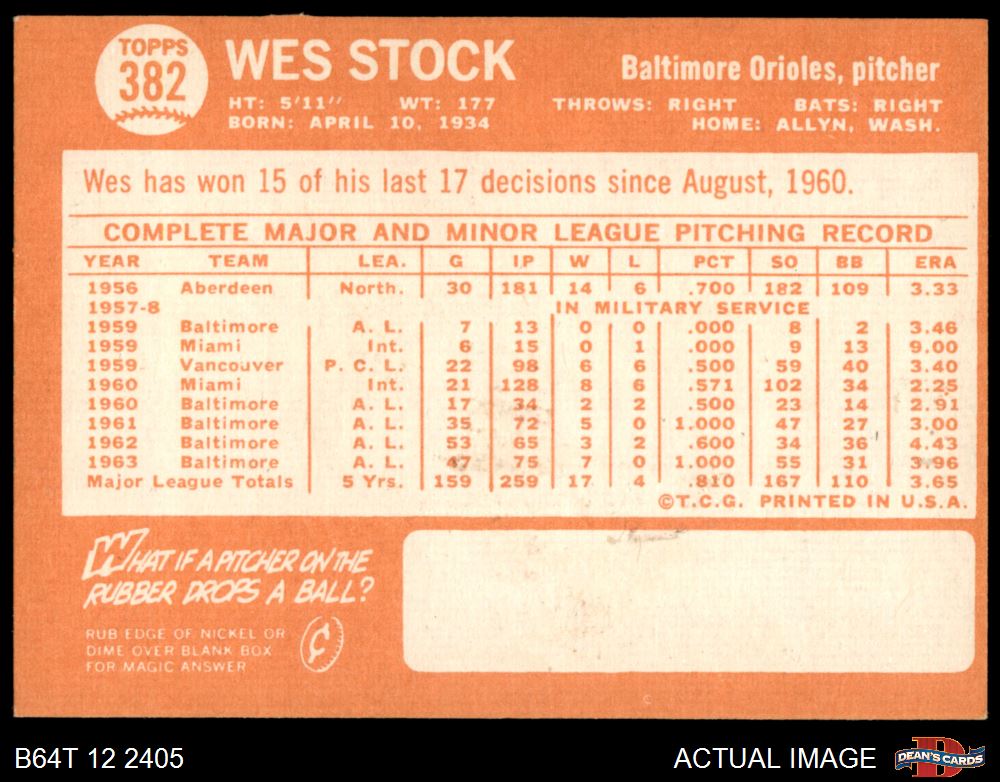 TOPPS
382
WES STOCK
Baltimore Orioles, pitcher
HT: 5'11" WT: 177 THROWS: RIGHT BATS: RIGHT
BORN: APRIL 10, 1934 HOME: ALLYN, WASH.
Wes has won 15 of his last 17 decisions since August, 1960.
COMPLETE MAJOR AND MINOR LEAGUE PITCHING RECORD
YEAR TEAM LEA. G IP W L PCT SO BB ERA
1956 Aberdeen North. 30 181 14 6 .700 182 109 3.33
1957-8 IN MILITARY SERVICE
1959 Baltimore A. L. 7 13 0 0 .000 8 2 3.46
1959 Miami Int. 6 15 0 1 .000 9 13 9.00
1959 Vancouver P. C. L. 22 98 6 6 .500 59 40 3.40
1960 Miami Int. 21 128 8 6 .571 102 34 2.25
1960 Baltimore A. L. 17 34 2 2 .500 23 14 2.91
1961 Baltimore A. L. 35 72 5 0 1.000 47 27 3.00
1962 Baltimore A. L. 53 65 3 2 .600 34 36 4.43
1963 Baltimore A. L. 47 75 7 0 1.000 55 31 3.96
Major League Totals 5 Yrs. 159 259 17 4 .810 167 110 3.65
©T.C.G. PRINTED IN U.S.A.
WHAT IF A PITCHER ON THE
RUBBER DROPS A BALL?
RUB EDGE OF NICKEL OR
DIME OVER BLANK BOX
FOR MAGIC ANSWER
¢
B64T 12 2405 ACTUAL IMAGE
D
DEAN'S CARDS